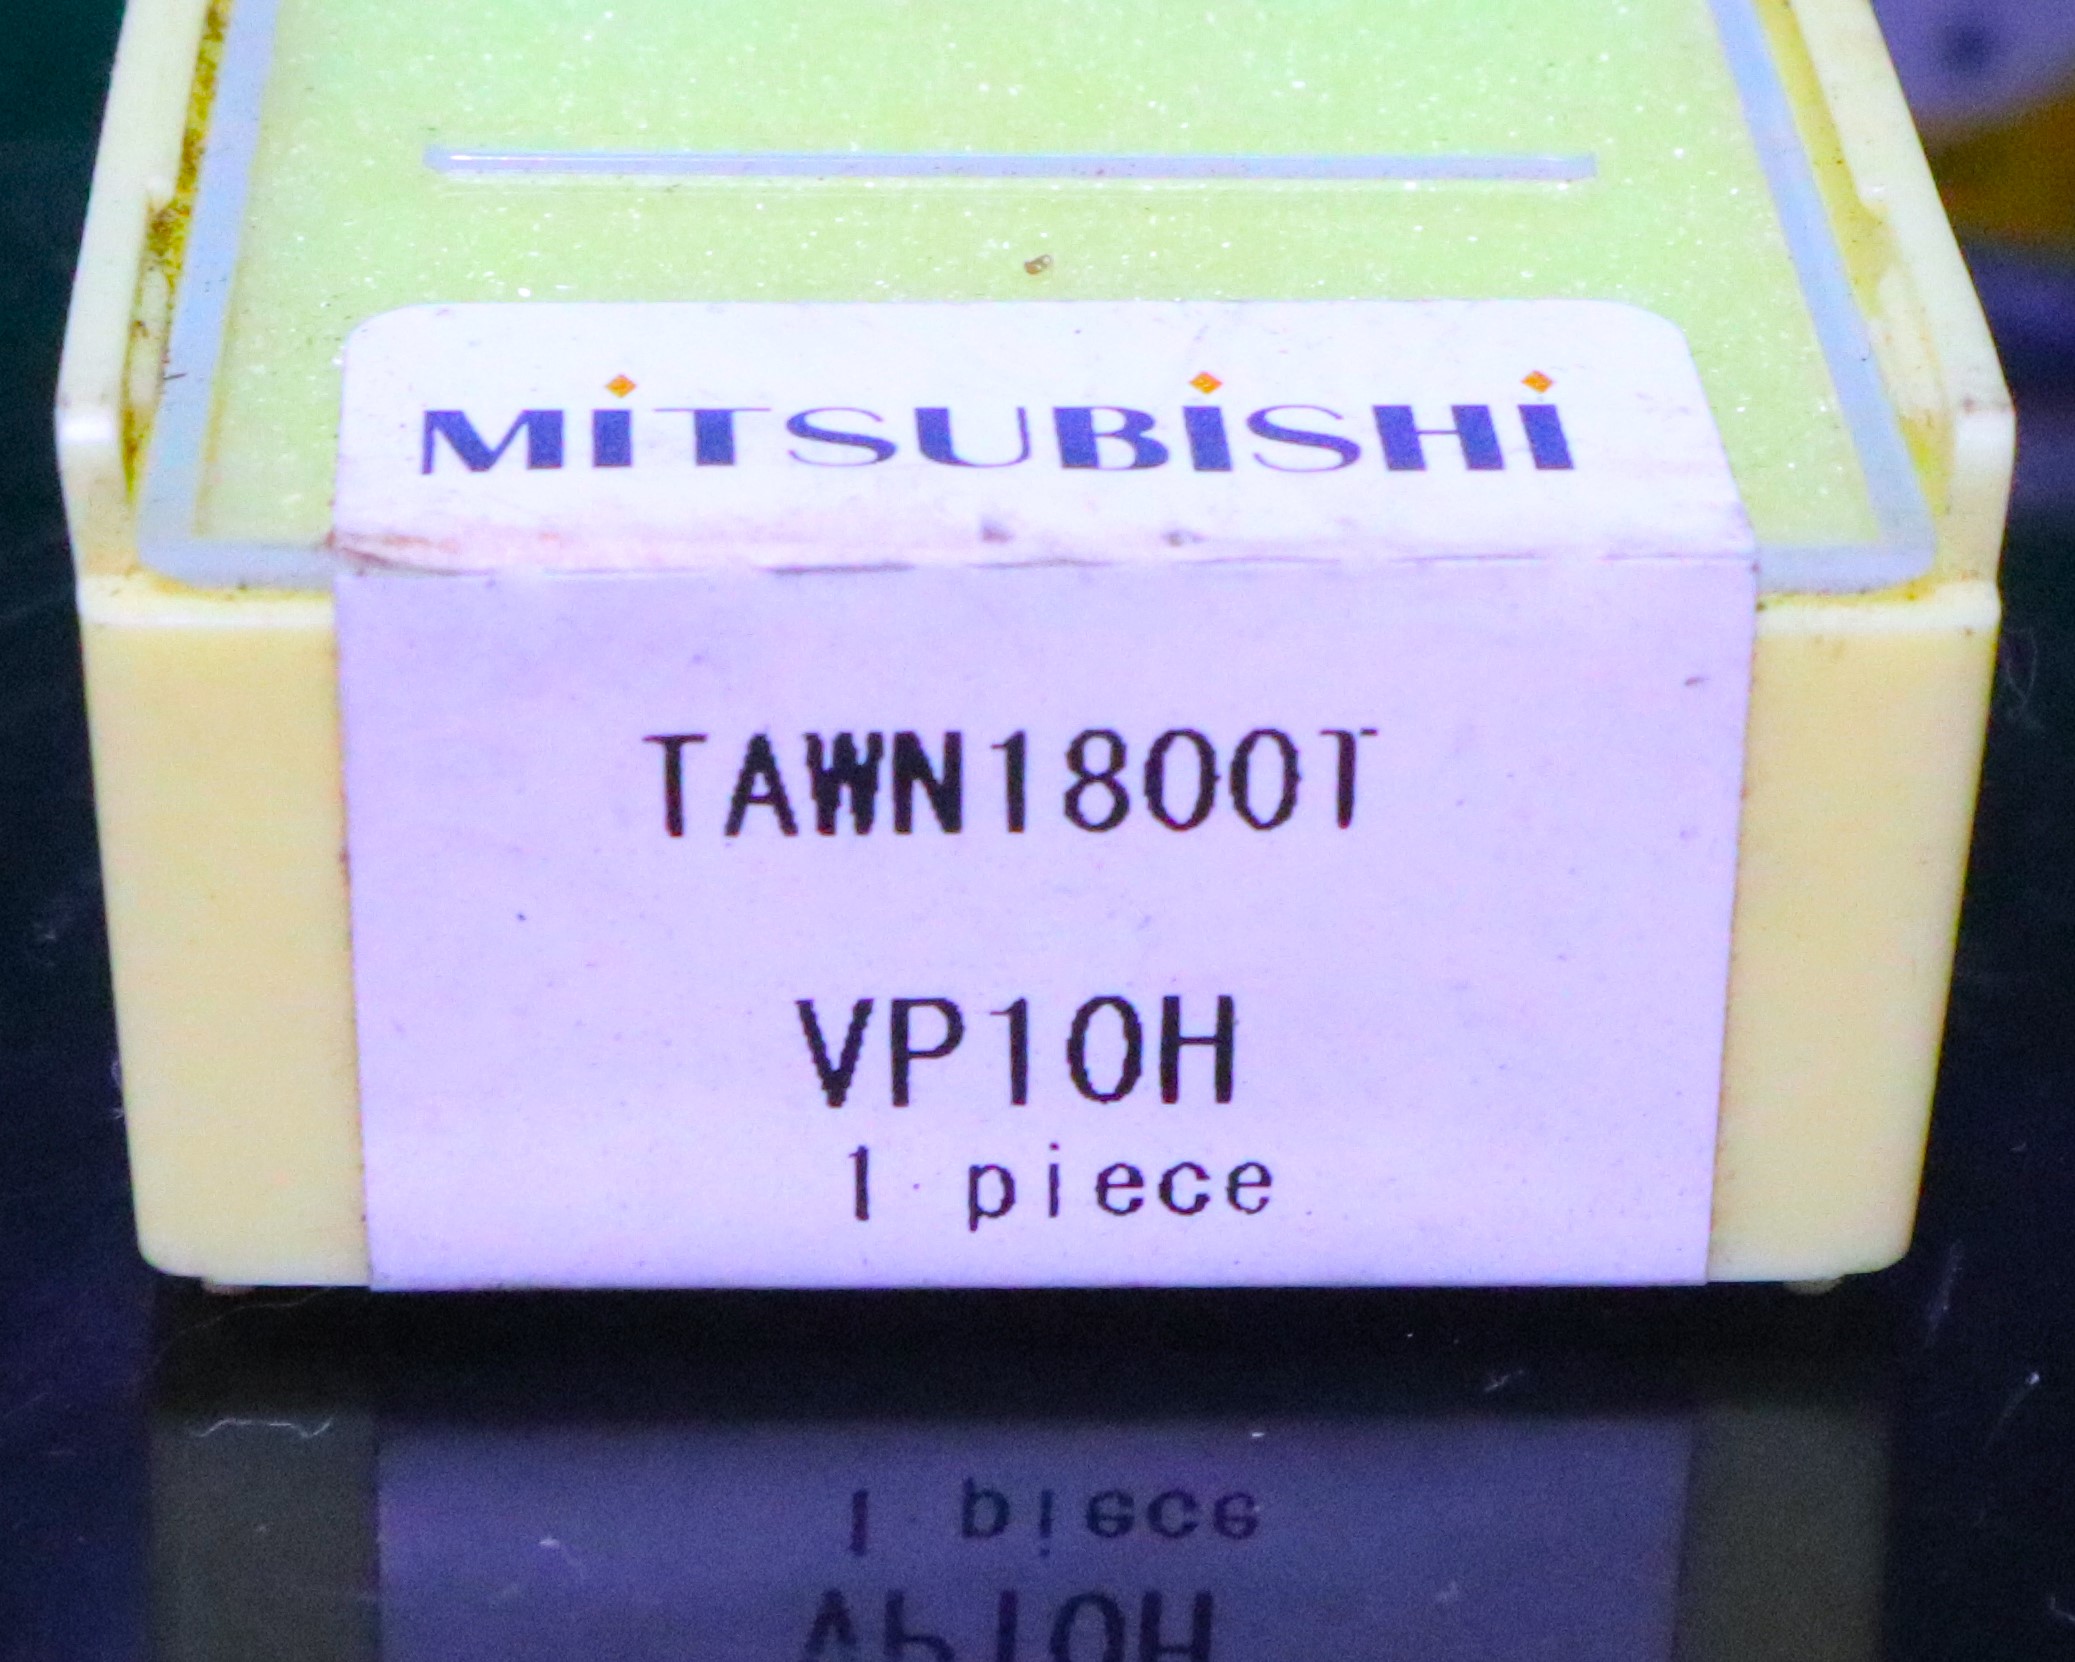 MITSUBISHI
TAWN1800T
VP10H
1 piece